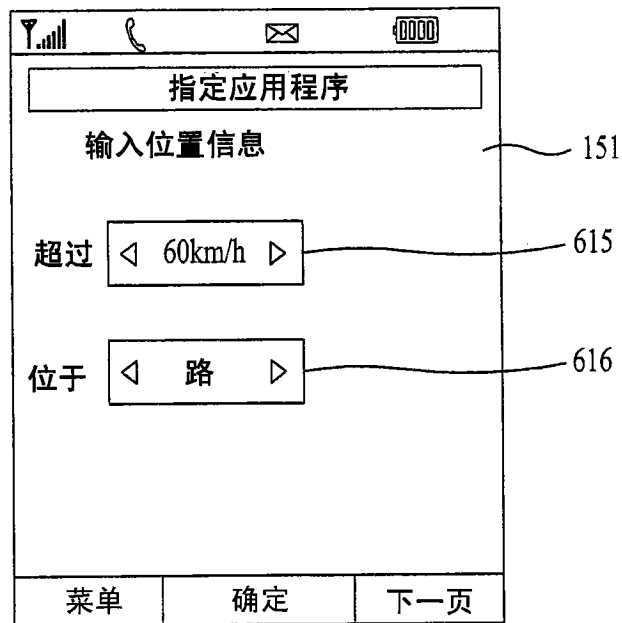 指定应用程序
输入位置信息
151
超过 60km/h
615
位于 路
616
菜单 确定 下一页